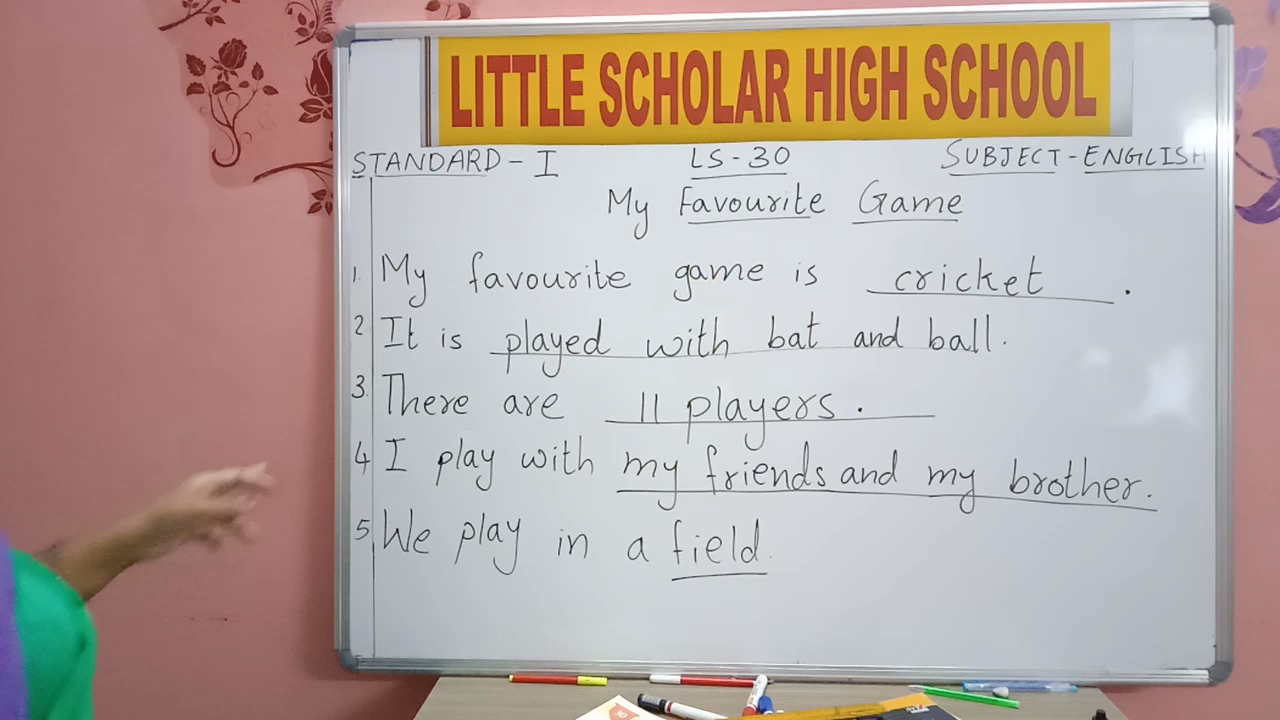 LITTLE SCHOLAR HIGH SCHOOL
STANDARD - I LS-30 SUBJECT - ENGLISH
My Favourite Game
1. My favourite game is cricket.
2 It is played with bat and ball.
3. There are 11 players.
4 I play with my friends and my brother.
5 We play in a field.
30